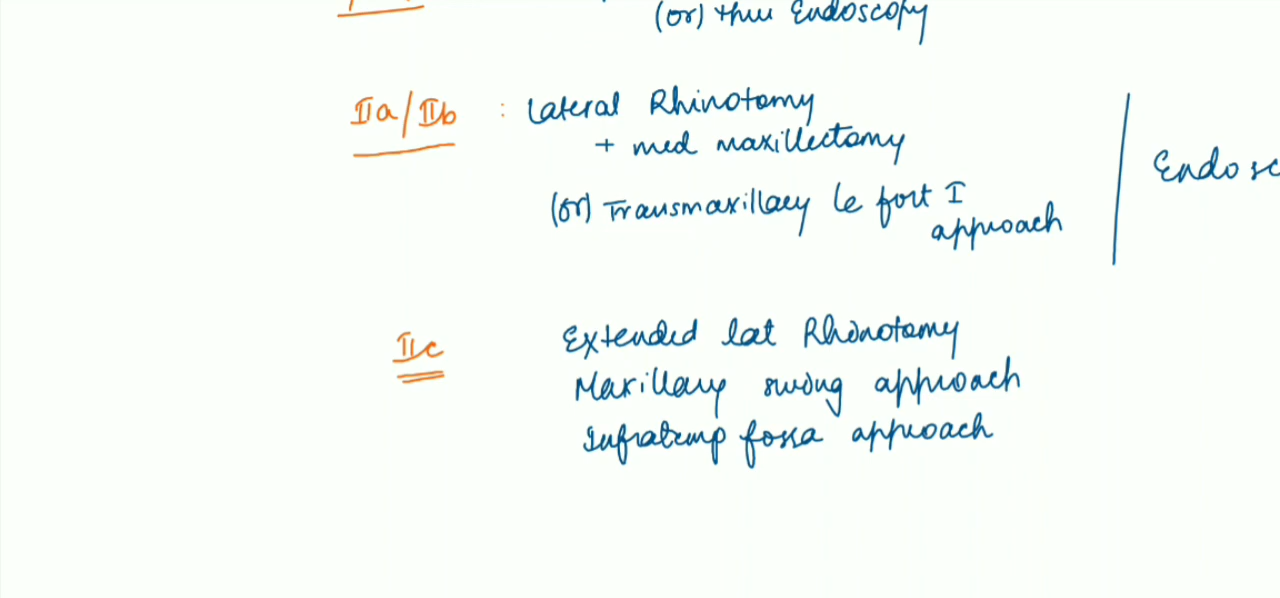 (or) thru Endoscopy
IIa/IIb : Lateral Rhinotomy
+ med maxillectomy
(or) Transmaxillary le fort I
approach
Endosc
IIc Extended lat Rhinotomy
Maxillary swing approach
Infratemp fossa approach